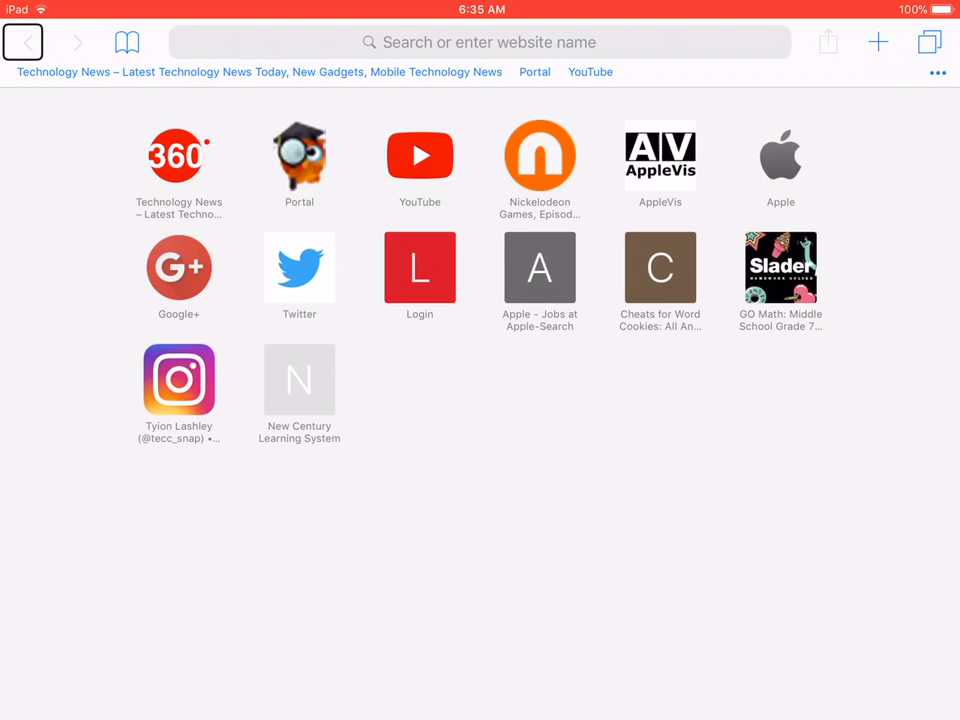 iPad 6:35 AM 100%
Search or enter website name
Technology News – Latest Technology News Today, New Gadgets, Mobile Technology News Portal YouTube
360
AV
AppleVis
Technology News
– Latest Techno...
Portal
YouTube
Nickelodeon
Games, Episod...
AppleVis
Apple
G+
L
A
C
Slader
HOMEWORK SOLVED
Google+
Twitter
Login
Apple - Jobs at
Apple-Search
Cheats for Word
Cookies: All An...
GO Math: Middle
School Grade 7...
N
Tyion Lashley
(@tecc_snap) •...
New Century
Learning System